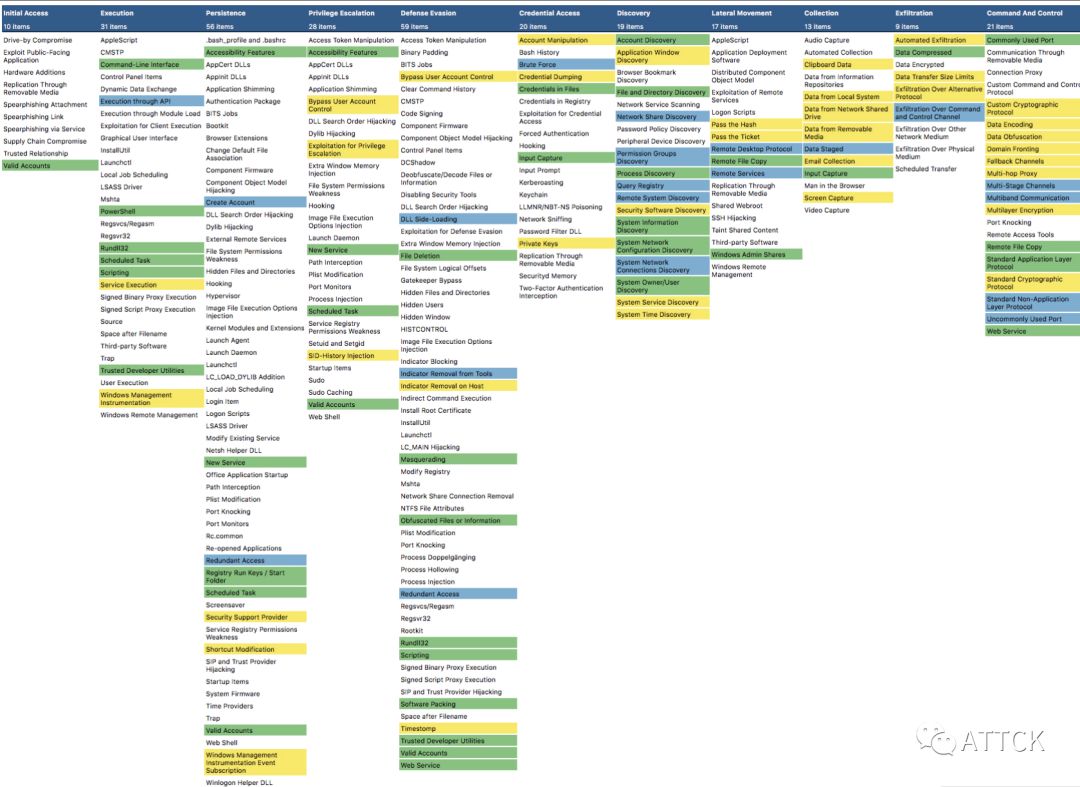 Initial Access
10 items
Drive-by Compromise
Exploit Public-Facing
Application
Hardware Additions
Replication Through
Removable Media
Spearphishing Attachment
Spearphishing Link
Spearphishing via Service
Supply Chain Compromise
Trusted Relationship
Valid Accounts
Execution
31 items
AppleScript
CMSTP
Command-Line Interface
Control Panel Items
Dynamic Data Exchange
Execution through API
Execution through Module Load
Exploitation for Client Execution
Graphical User Interface
InstallUtil
Launchctl
Local Job Scheduling
LSASS Driver
Mshta
PowerShell
Regsvcs/Regasm
Regsvr32
Rundll32
Scheduled Task
Scripting
Service Execution
Signed Binary Proxy Execution
Signed Script Proxy Execution
Source
Space after Filename
Third-party Software
Trap
Trusted Developer Utilities
User Execution
Windows Management
Instrumentation
Windows Remote Management
Persistence
56 items
.bash_profile and .bashrc
Accessibility Features
AppCert DLLs
AppInit DLLs
Application Shimming
Authentication Package
BITS Jobs
Bootkit
Browser Extensions
Change Default File
Association
Component Firmware
Component Object Model
Hijacking
Create Account
DLL Search Order Hijacking
Dylib Hijacking
External Remote Services
File System Permissions
Weakness
Hidden Files and Directories
Hooking
Hypervisor
Image File Execution Options
Injection
Kernel Modules and Extensions
Launch Agent
Launch Daemon
Launchctl
LC_LOAD_DYLIB Addition
Local Job Scheduling
Login Item
Logon Scripts
LSASS Driver
Modify Existing Service
Netsh Helper DLL
New Service
Office Application Startup
Path Interception
Plist Modification
Port Knocking
Port Monitors
Rc.common
Re-opened Applications
Redundant Access
Registry Run Keys / Start
Folder
Scheduled Task
Screensaver
Security Support Provider
Service Registry Permissions
Weakness
Shortcut Modification
SIP and Trust Provider
Hijacking
Startup Items
System Firmware
Time Providers
Trap
Valid Accounts
Web Shell
Windows Management
Instrumentation Event
Subscription
Winlogon Helper DLL
Privilege Escalation
28 items
Access Token Manipulation
Accessibility Features
AppCert DLLs
AppInit DLLs
Application Shimming
Bypass User Account
Control
DLL Search Order Hijacking
Dylib Hijacking
Exploitation for Privilege
Escalation
Extra Window Memory
Injection
File System Permissions
Weakness
Hooking
Image File Execution
Options Injection
Launch Daemon
New Service
Path Interception
Plist Modification
Port Monitors
Process Injection
Scheduled Task
Service Registry
Permissions Weakness
Setuid and Setgid
SID-History Injection
Startup Items
Sudo
Sudo Caching
Valid Accounts
Web Shell
Defense Evasion
59 items
Access Token Manipulation
Binary Padding
BITS Jobs
Bypass User Account Control
Clear Command History
CMSTP
Code Signing
Component Firmware
Component Object Model Hijacking
Control Panel Items
DCShadow
Deobfuscate/Decode Files or
Information
Disabling Security Tools
DLL Search Order Hijacking
DLL Side-Loading
Exploitation for Defense Evasion
Extra Window Memory Injection
File Deletion
File System Logical Offsets
Gatekeeper Bypass
Hidden Files and Directories
Hidden Users
Hidden Window
HISTCONTROL
Image File Execution Options
Injection
Indicator Blocking
Indicator Removal from Tools
Indicator Removal on Host
Indirect Command Execution
Install Root Certificate
InstallUtil
Launchctl
LC_MAIN Hijacking
Masquerading
Modify Registry
Mshta
Network Share Connection Removal
NTFS File Attributes
Obfuscated Files or Information
Plist Modification
Port Knocking
Process Doppelgänging
Process Hollowing
Process Injection
Redundant Access
Regsvcs/Regasm
Regsvr32
Rootkit
Rundll32
Scripting
Signed Binary Proxy Execution
Signed Script Proxy Execution
SIP and Trust Provider Hijacking
Software Packing
Space after Filename
Timestomp
Trusted Developer Utilities
Valid Accounts
Web Service
Credential Access
20 items
Account Manipulation
Bash History
Brute Force
Credential Dumping
Credentials in Files
Credentials in Registry
Exploitation for Credential
Access
Forced Authentication
Hooking
Input Capture
Input Prompt
Kerberoasting
Keychain
LLMNR/NBT-NS Poisoning
Network Sniffing
Password Filter DLL
Private Keys
Replication Through
Removable Media
Securityd Memory
Two-Factor Authentication
Interception
Discovery
19 items
Account Discovery
Application Window
Discovery
Browser Bookmark
Discovery
File and Directory Discovery
Network Service Scanning
Network Share Discovery
Password Policy Discovery
Peripheral Device Discovery
Permission Groups
Discovery
Process Discovery
Query Registry
Remote System Discovery
Security Software Discovery
System Information
Discovery
System Network
Configuration Discovery
System Network
Connections Discovery
System Owner/User
Discovery
System Service Discovery
System Time Discovery
Lateral Movement
17 items
AppleScript
Application Deployment
Software
Distributed Component
Object Model
Exploitation of Remote
Services
Logon Scripts
Pass the Hash
Pass the Ticket
Remote Desktop Protocol
Remote File Copy
Remote Services
Replication Through
Removable Media
Shared Webroot
SSH Hijacking
Taint Shared Content
Third-party Software
Windows Admin Shares
Windows Remote
Management
Collection
13 items
Audio Capture
Automated Collection
Clipboard Data
Data from Information
Repositories
Data from Local System
Data from Network Shared
Drive
Data from Removable
Media
Data Staged
Email Collection
Input Capture
Man in the Browser
Screen Capture
Video Capture
Exfiltration
9 items
Automated Exfiltration
Data Compressed
Data Encrypted
Data Transfer Size Limits
Exfiltration Over Alternative
Protocol
Exfiltration Over Command
and Control Channel
Exfiltration Over Other
Network Medium
Exfiltration Over Physical
Medium
Scheduled Transfer
Command And Control
21 items
Commonly Used Port
Communication Through
Removable Media
Connection Proxy
Custom Command and Contro
Protocol
Custom Cryptographic
Protocol
Data Encoding
Data Obfuscation
Domain Fronting
Fallback Channels
Multi-hop Proxy
Multi-Stage Channels
Multiband Communication
Multilayer Encryption
Port Knocking
Remote Access Tools
Remote File Copy
Standard Application Layer
Protocol
Standard Cryptographic
Protocol
Standard Non-Application
Layer Protocol
Uncommonly Used Port
Web Service
ATTCK